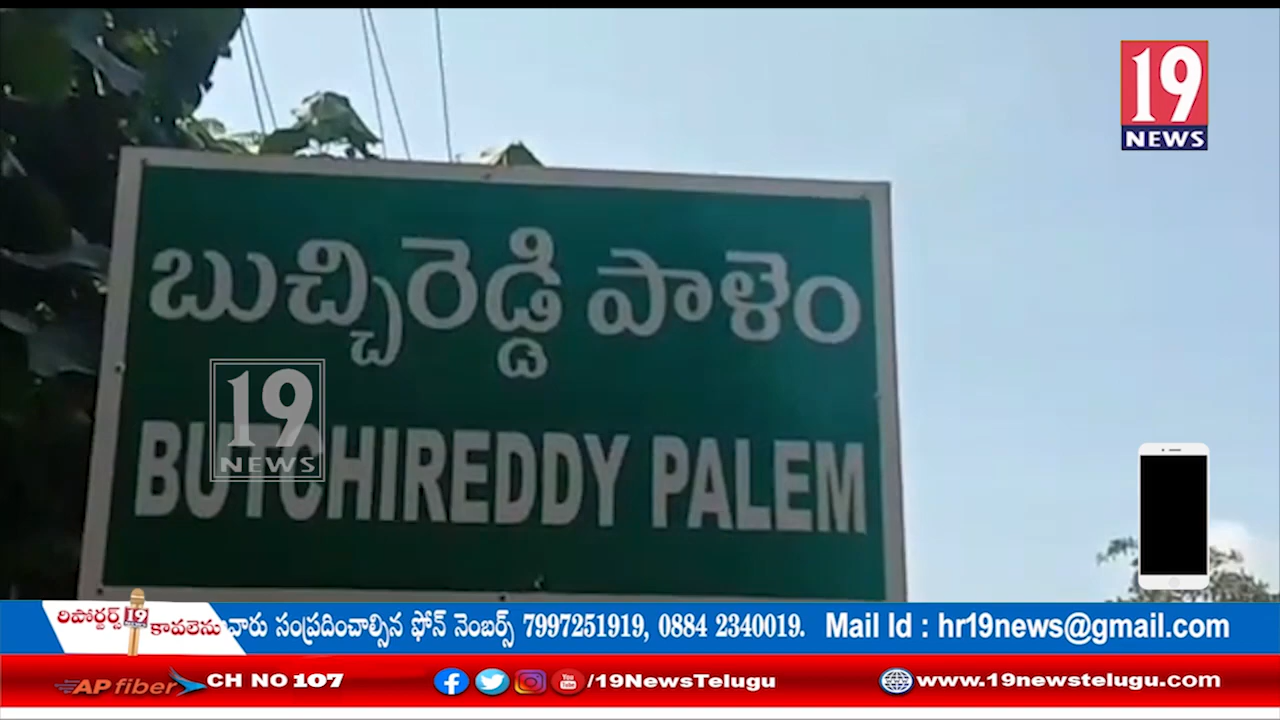 19
NEWS
బుచ్చిరెడ్డి పాళెం
19
NEWS
BUTCHIREDDY PALEM
రిపోర్టర్స్ 19 కావలెను
వారు సంప్రదించాల్సిన ఫోన్ నెంబర్స్ 7997251919, 0884 2340019. Mail Id : hr19news@gmail.com
AP fiber CH NO 107 /19NewsTelugu www.19newstelugu.com